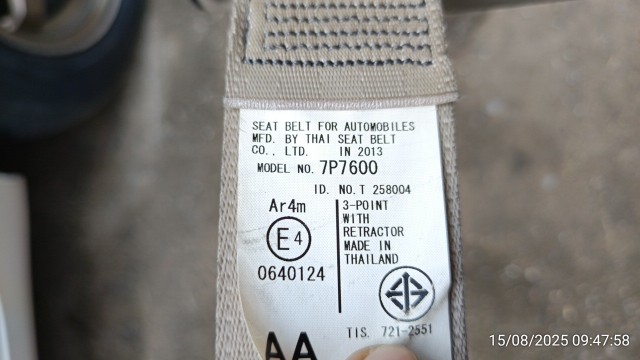 SEAT BELT FOR AUTOMOBILES
MFD. BY THAI SEAT BELT
CO., LTD. IN 2013
MODEL NO. 7P7600
ID. NO.T 258004
Ar4m
E4
0640124
3-POINT
WITH
RETRACTOR
MADE IN
THAILAND
TIS. 721-2551
AA
15/08/2025 09:47:58